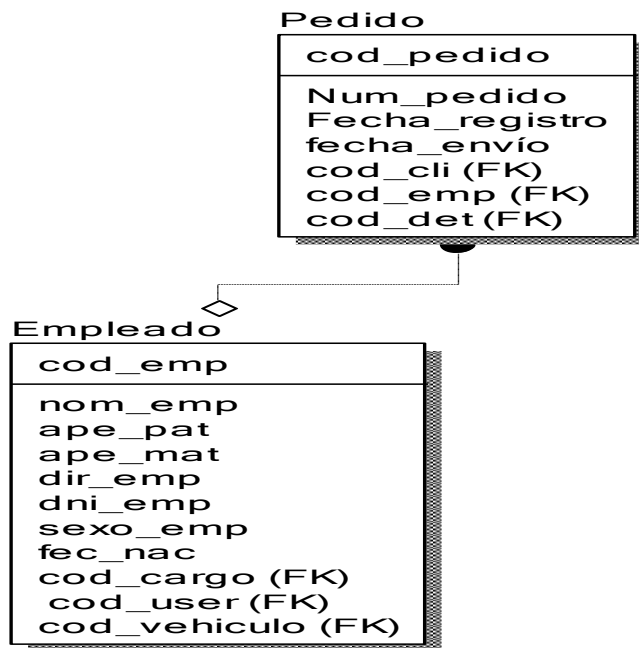 Pedido
cod_pedido
Num_pedido
Fecha_registro
fecha_envío
cod_cli (FK)
cod_emp (FK)
cod_det (FK)
Empleado
cod_emp
nom_emp
ape_pat
ape_mat
dir_emp
dni_emp
sexo_emp
fec_nac
cod_cargo (FK)
cod_user (FK)
cod_vehiculo (FK)